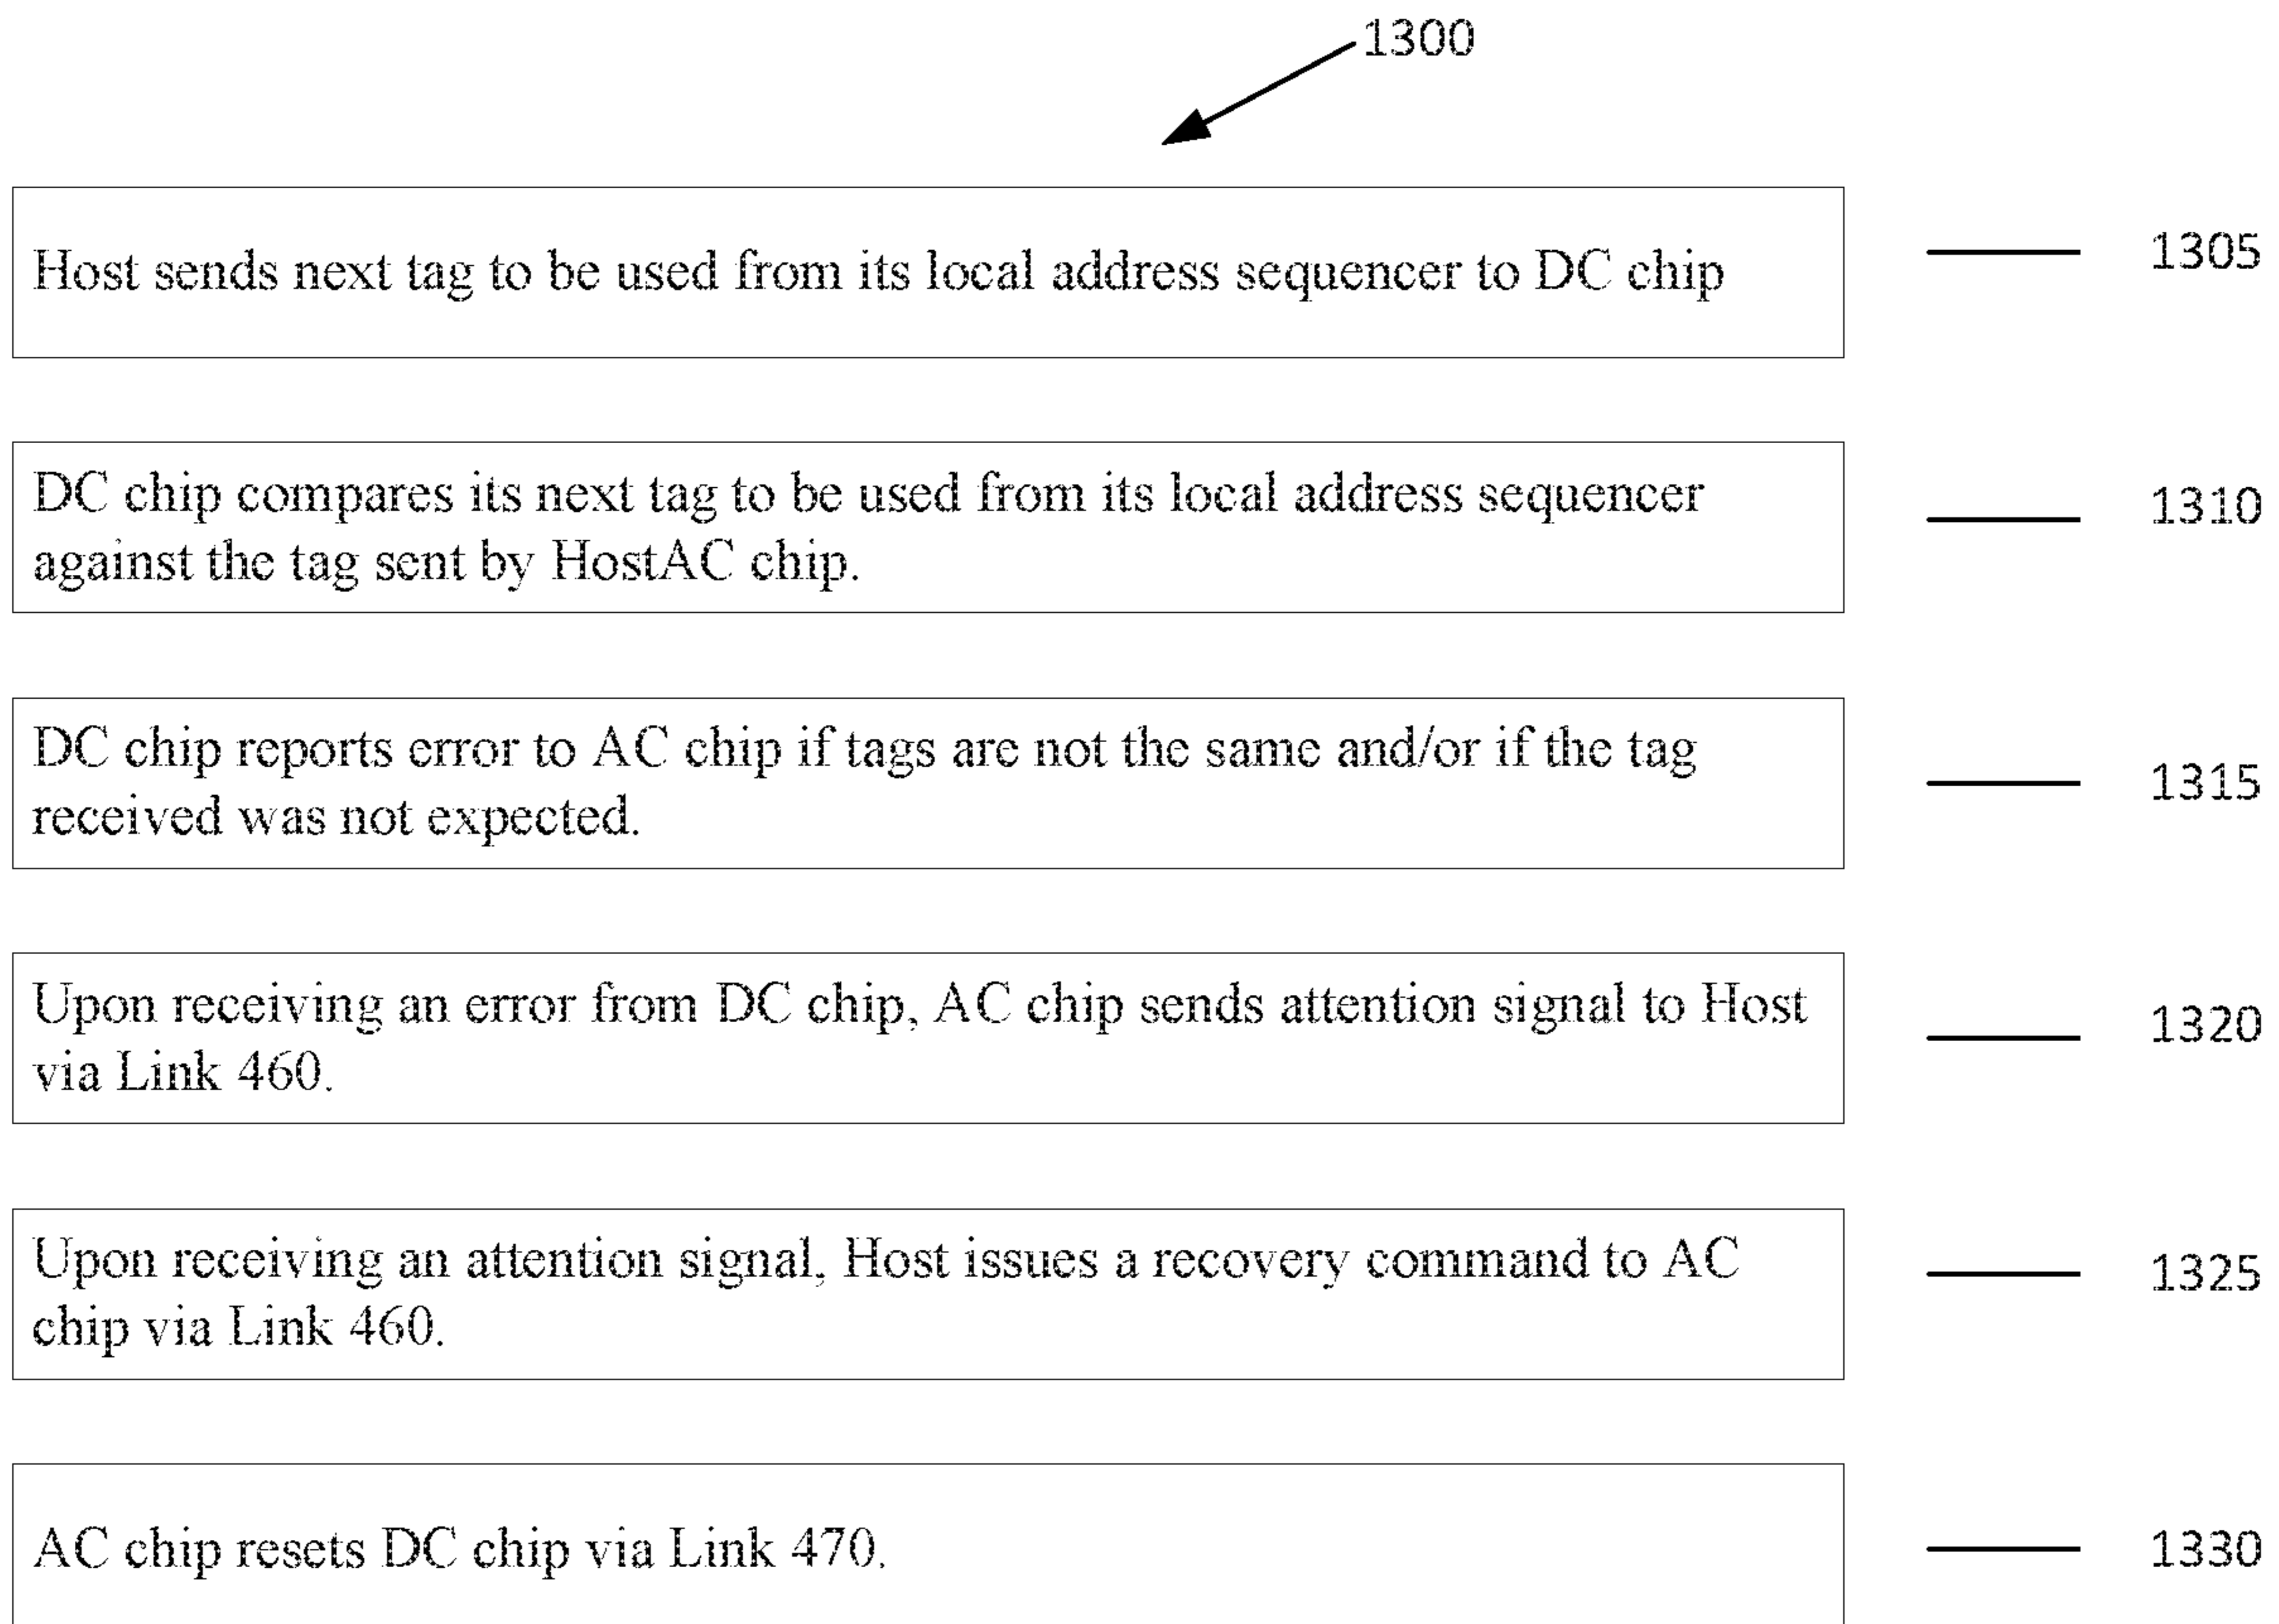 1300
Host sends next tag to be used from its local address sequencer to DC chip
1305
DC chip compares its next tag to be used from its local address sequencer
against the tag sent by HostAC chip.
1310
DC chip reports error to AC chip if tags are not the same and/or if the tag
received was not expected.
1315
Upon receiving an error from DC chip, AC chip sends attention signal to Host
via Link 460.
1320
Upon receiving an attention signal, Host issues a recovery command to AC
chip via Link 460.
1325
AC chip resets DC chip via Link 470.
1330